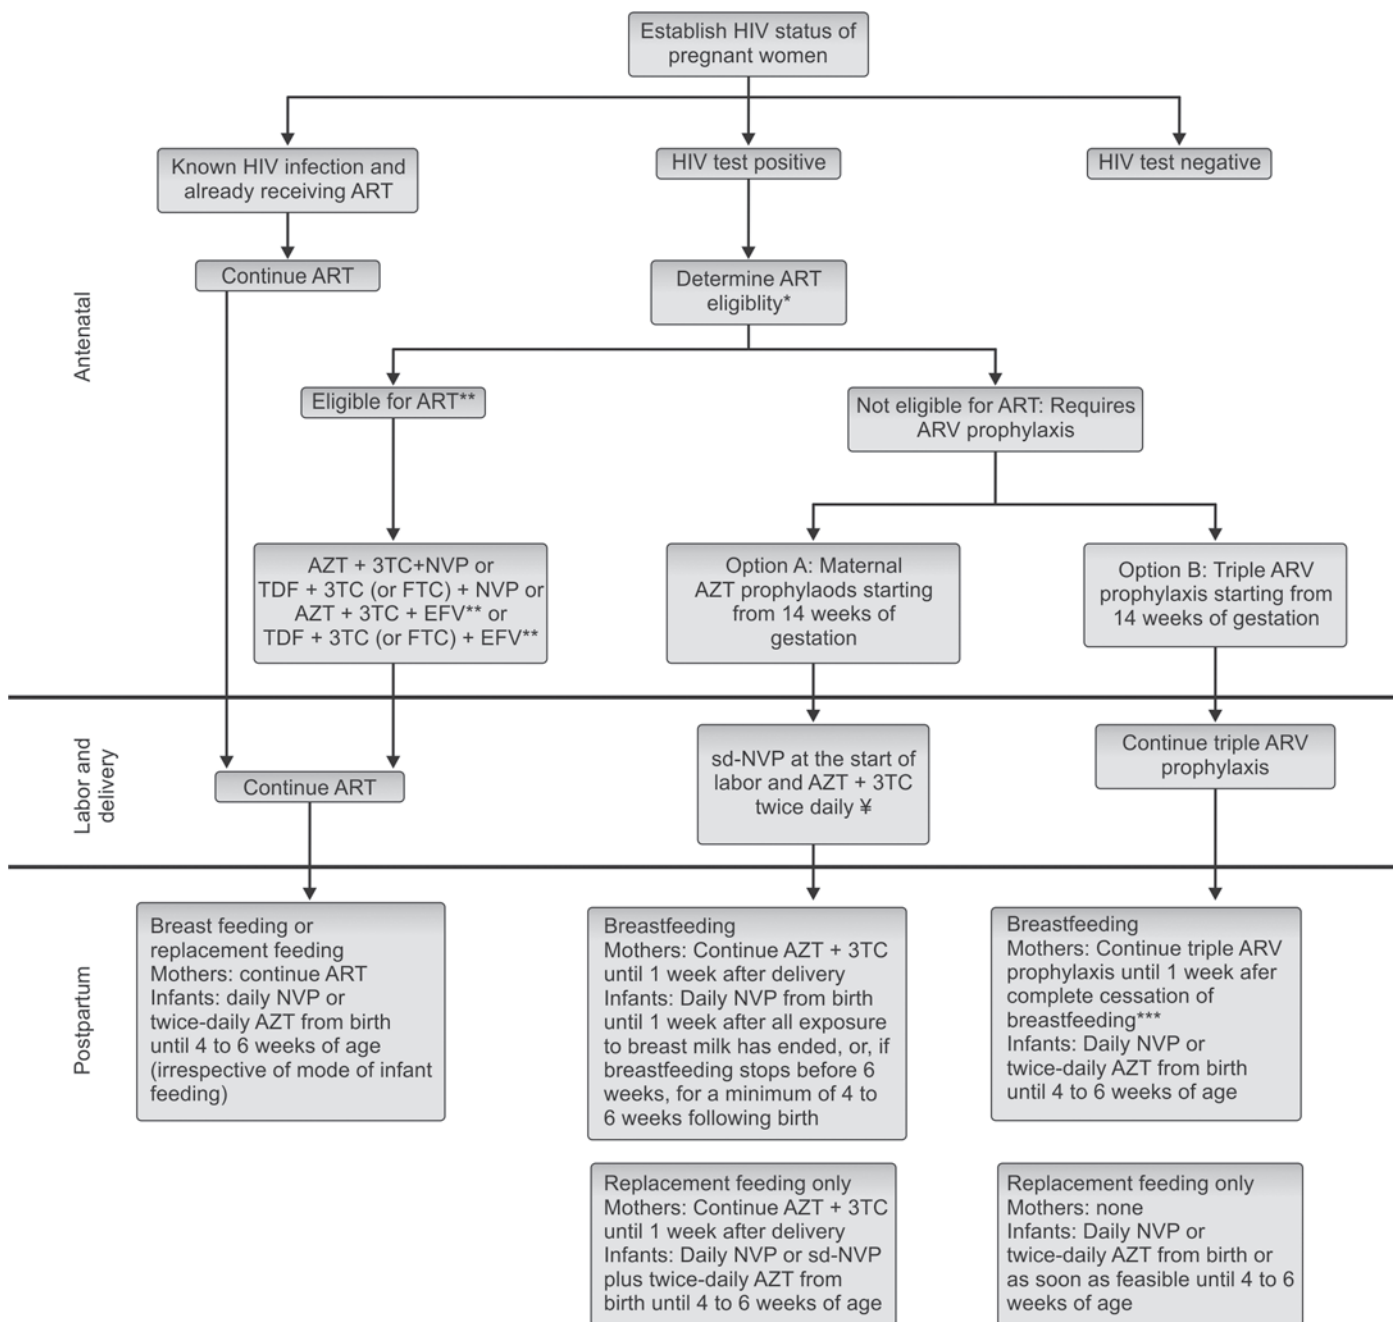 Establish HIV status of
pregnant women
Known HIV infection and
already receiving ART
HIV test positive
HIV test negative
Continue ART
Determine ART
eligiblity*
Antenatal
Eligible for ART**
Not eligible for ART: Requires
ARV prophylaxis
AZT + 3TC+NVP or
TDF + 3TC (or FTC) + NVP or
AZT + 3TC + EFV** or
TDF + 3TC (or FTC) + EFV**
Option A: Maternal
AZT prophylaods starting
from 14 weeks of
gestation
Option B: Triple ARV
prophylaxis starting from
14 weeks of gestation
Labor and
delivery
Continue ART
sd-NVP at the start of
labor and AZT + 3TC
twice daily ¥
Continue triple ARV
prophylaxis
Postpartum
Breast feeding or
replacement feeding
Mothers: continue ART
Infants: daily NVP or
twice-daily AZT from birth
until 4 to 6 weeks of age
(irrespective of mode of infant
feeding)
Breastfeeding
Mothers: Continue AZT + 3TC
until 1 week after delivery
Infants: Daily NVP from birth
until 1 week after all exposure
to breast milk has ended, or, if
breastfeeding stops before 6
weeks, for a minimum of 4 to
6 weeks following birth
Breastfeeding
Mothers: Continue triple ARV
prophylaxis until 1 week afer
complete cessation of
breastfeeding***
Infants: Daily NVP or
twice-daily AZT from birth
until 4 to 6 weeks of age
Replacement feeding only
Mothers: Continue AZT + 3TC
until 1 week after delivery
Infants: Daily NVP or sd-NVP
plus twice-daily AZT from
birth until 4 to 6 weeks of age
Replacement feeding only
Mothers: none
Infants: Daily NVP or
twice-daily AZT from birth or
as soon as feasible until 4 to 6
weeks of age